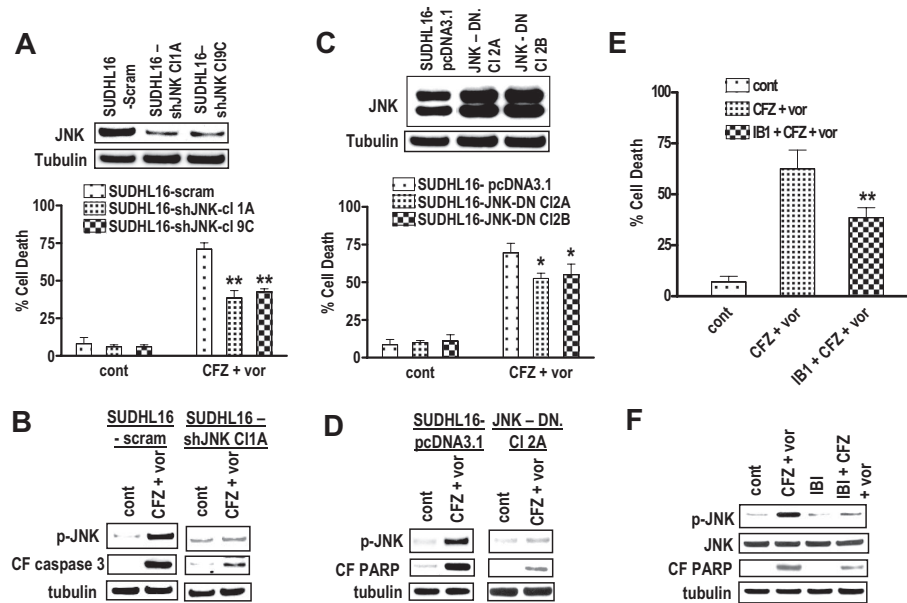 A
SUDHL16
-Scram
SUDHL16 –
shJNK Cl1A
SUDHL16–
shJNK Cl9C
JNK
Tubulin
SUDHL16-scram
SUDHL16-shJNK-cl 1A
SUDHL16-shJNK-cl 9C
% Cell Death
100
75
50
25
0
** **
cont
CFZ + vor
B
SUDHL16
- scram
SUDHL16 –
shJNK Cl1A
cont
CFZ + vor
cont
CFZ + vor
p-JNK
CF caspase 3
tubulin
C
SUDHL16-
pcDNA3.1
JNK – DN.
Cl 2A
JNK - DN
Cl 2B
JNK
Tubulin
SUDHL16- pcDNA3.1
SUDHL16-JNK-DN Cl2A
SUDHL16-JNK-DN Cl2B
% Cell Death
100
75
50
25
0
* *
cont
CFZ + vor
D
SUDHL16-
pcDNA3.1
JNK – DN.
Cl 2A
cont
CFZ + vor
cont
CFZ + vor
p-JNK
CF PARP
tubulin
E
cont
CFZ + vor
IB1 + CFZ + vor
% Cell Death
100
75
50
25
0
**
cont
CFZ + vor
IB1 + CFZ + vor
F
cont
CFZ + vor
IBI
IBI + CFZ
+ vor
p-JNK
JNK
CF PARP
tubulin